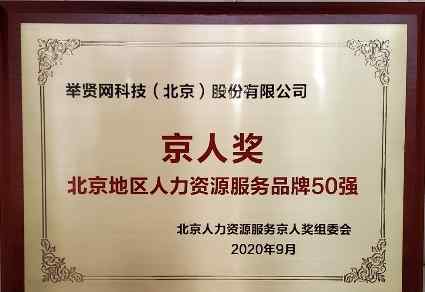 举贤网科技（北京）股份有限公司
京人奖
北京地区人力资源服务品牌50强
北京人力资源服务京人奖组委会
2020年9月